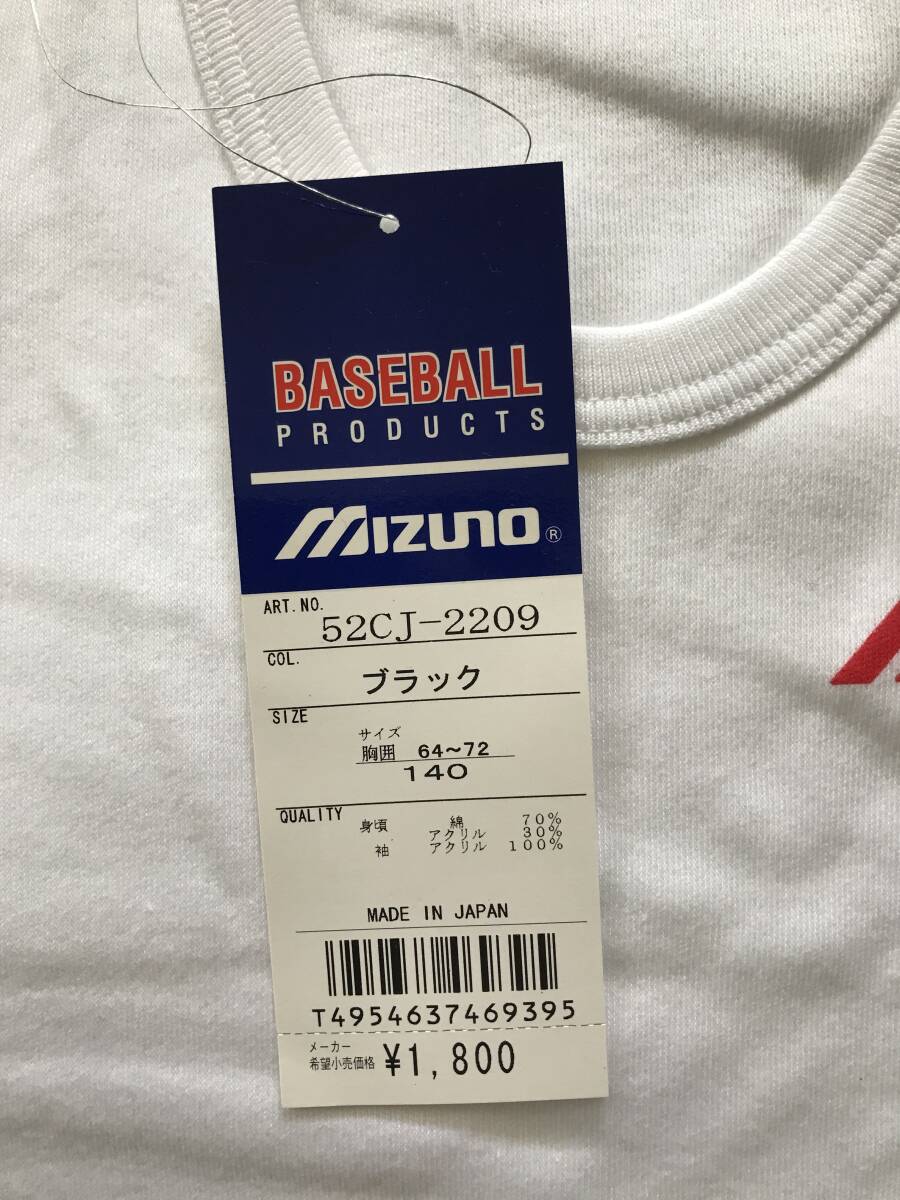 BASEBALL
PRODUCTS
MIZUNO®
ART. NO.
52CJ-2209
COL.
ブラック
SIZE
サイズ
胸囲 64～72
140
QUALITY
身頃 綿 70%
アクリル 30%
袖 アクリル 100%
MADE IN JAPAN
T4954637469395
メーカー
希望小売価格 ¥1,800